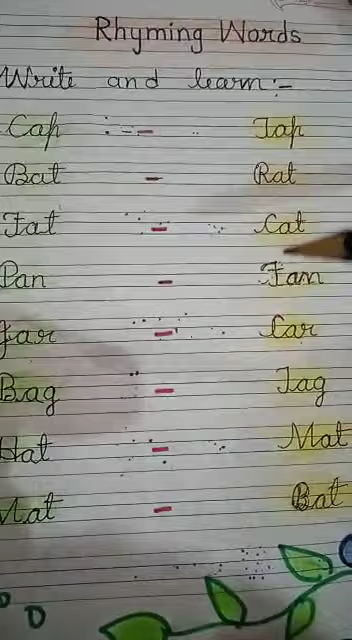 Rhyming Words
Write and learn :-
Cap - Tap
Bat - Rat
Fat - Cat
Pan - Fan
Far - Car
Bag - Tag
Hat - Mat
Mat - Bat